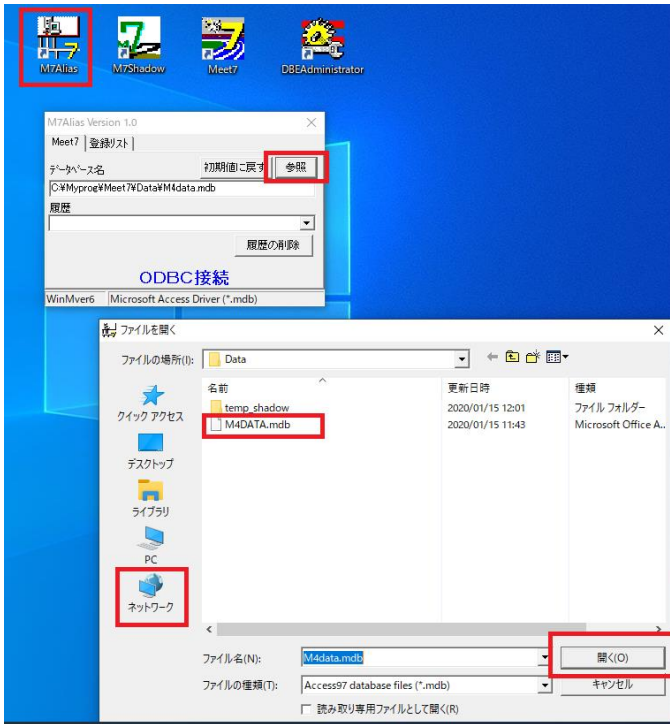 M7Alias M7Shadow Meet7 DBEAdministrator
M7Alias Version 1.0
Meet7 登録リスト
データベース名 初期値に戻す 参照
C:¥Myprog¥Meet7¥Data¥M4data.mdb
履歴
履歴の削除
ODBC接続
WinMver6 Microsoft Access Driver (*.mdb)
ファイルを開く
ファイルの場所(I): Data
名前 更新日時 種類
temp_shadow 2020/01/15 12:01 ファイル フォルダー
M4DATA.mdb 2020/01/15 11:43 Microsoft Office A..
クイック アクセス
デスクトップ
ライブラリ
PC
ネットワーク
ファイル名(N): M4data.mdb 開く(O)
ファイルの種類(T): Access97 database files (*.mdb) キャンセル
読み取り専用ファイルとして開く(R)